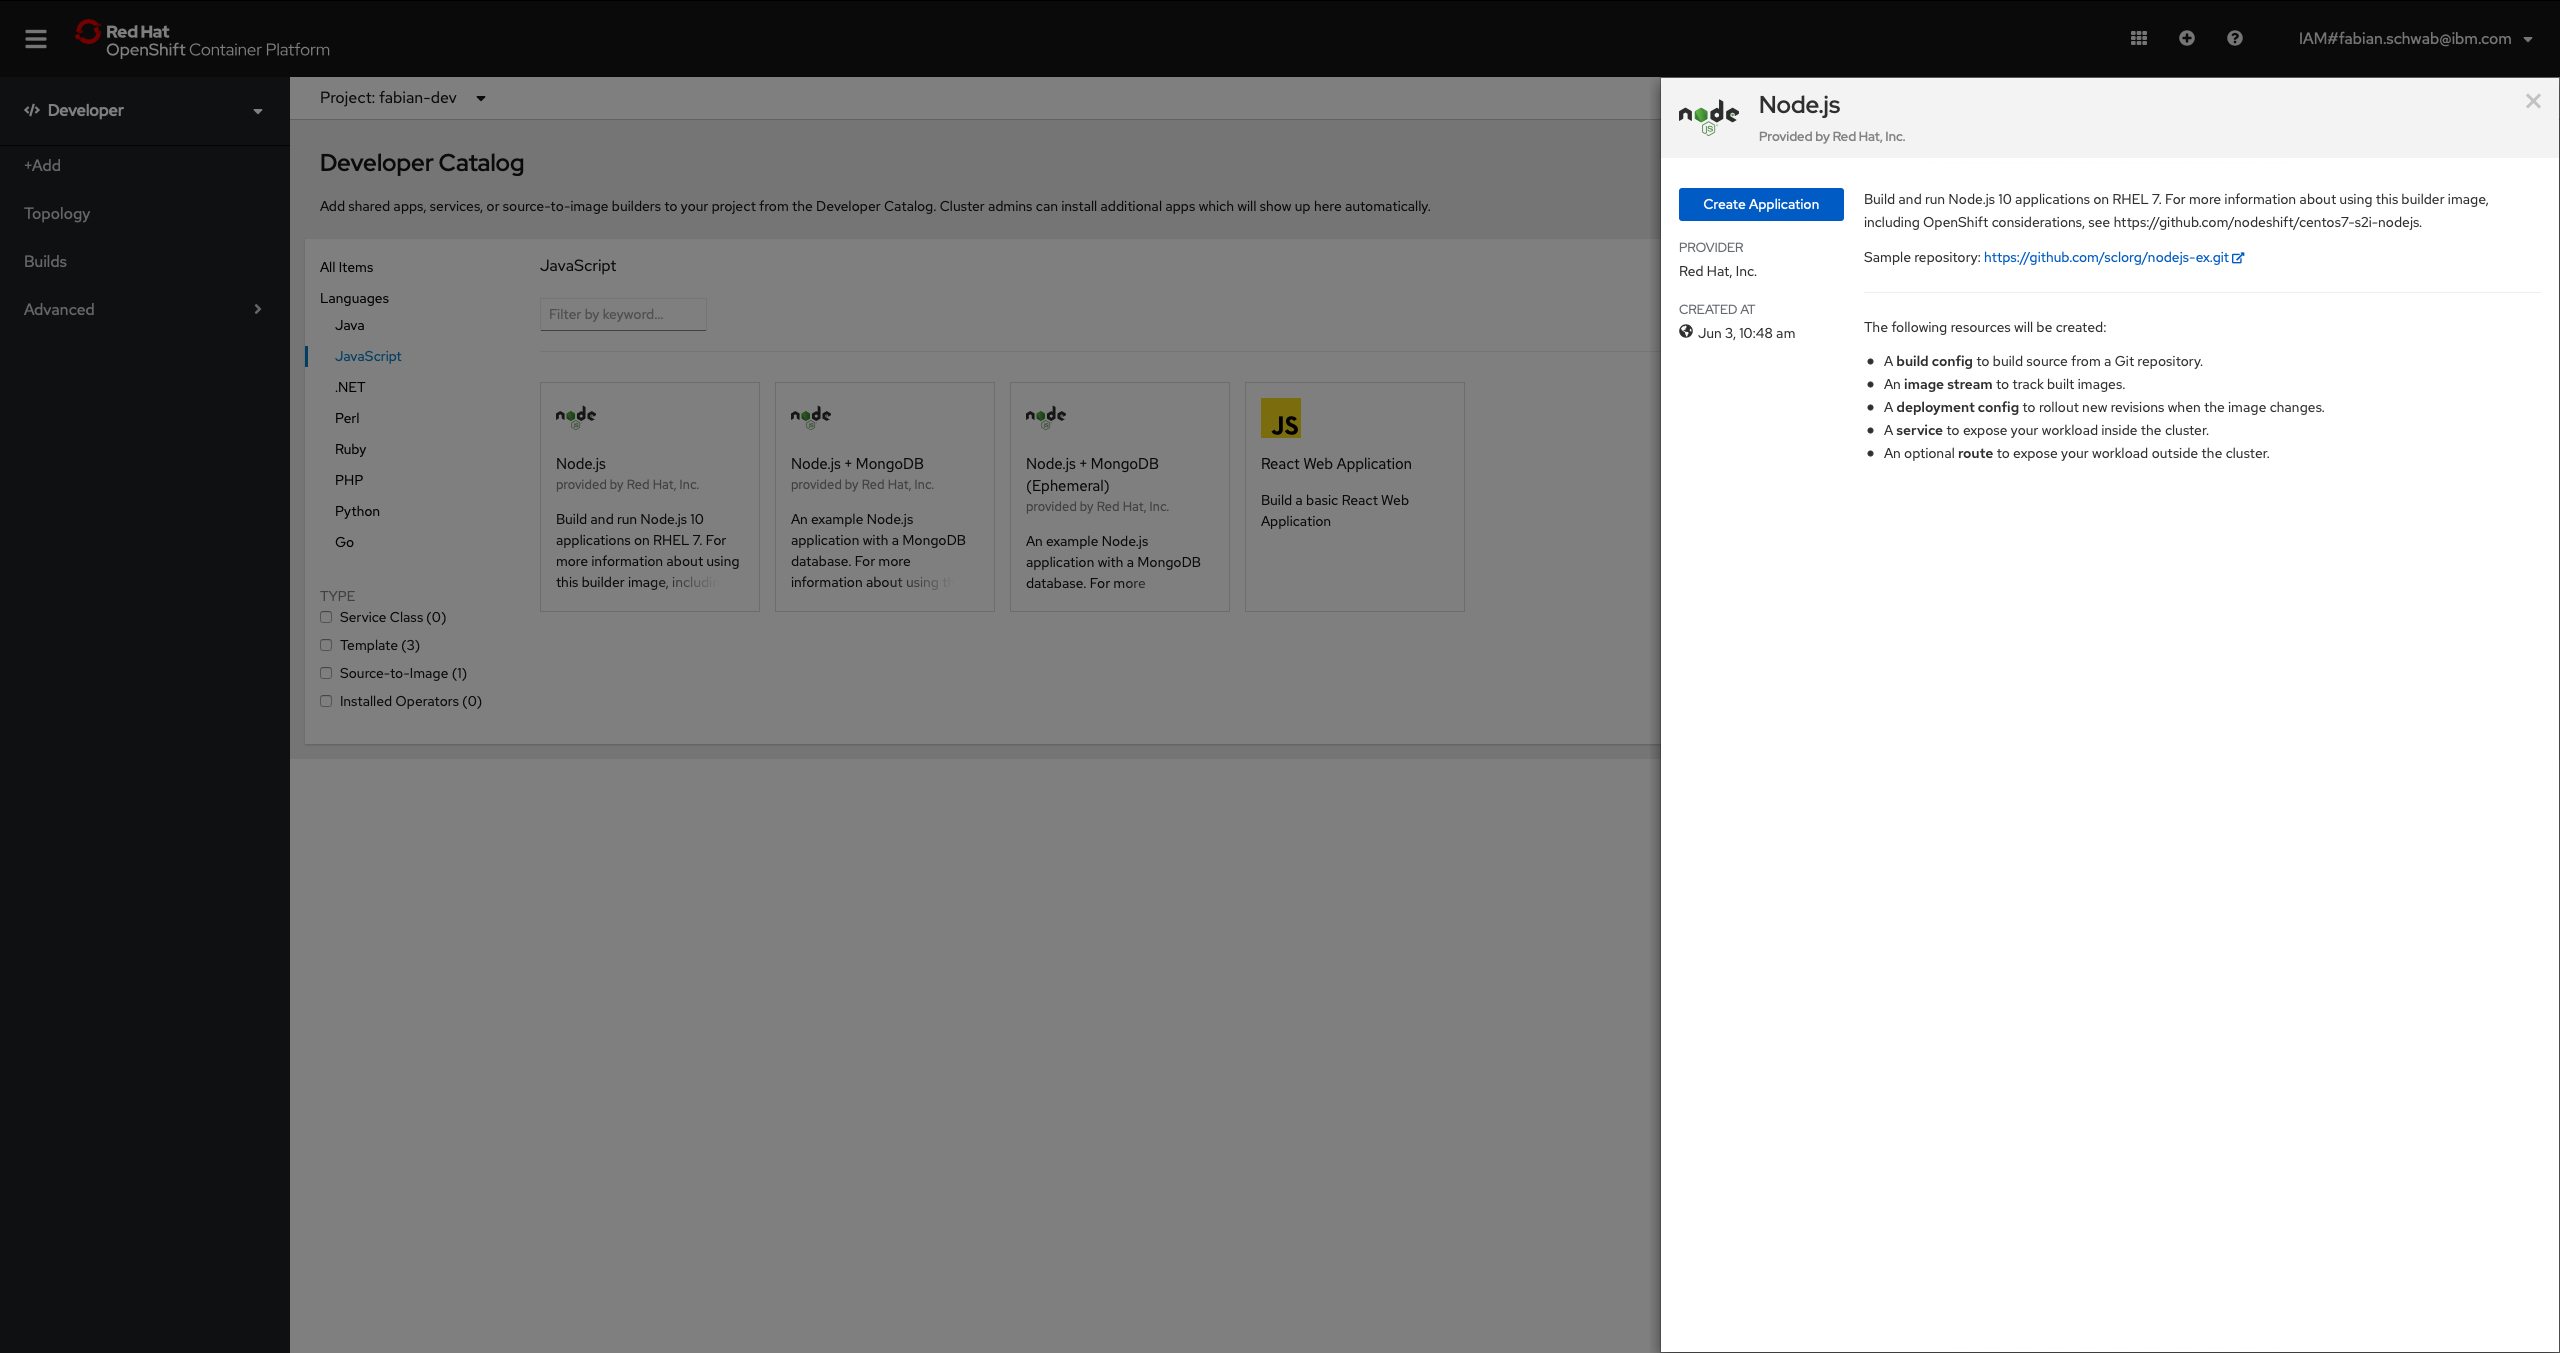 Red Hat
OpenShift Container Platform
IAM#fabian.schwab@ibm.com
Developer
+Add
Topology
Builds
Advanced
Project: fabian-dev
Developer Catalog
Add shared apps, services, or source-to-image builders to your project from the Developer Catalog. Cluster admins can install additional apps which will show up here automatically.
All Items
Languages
Java
JavaScript
.NET
Perl
Ruby
PHP
Python
Go
TYPE
Service Class (0)
Template (3)
Source-to-Image (1)
Installed Operators (0)
JavaScript
Filter by keyword...
node
JS
Node.js
provided by Red Hat, Inc.
Build and run Node.js 10
applications on RHEL 7. For
more information about using
this builder image, includin
node
JS
Node.js + MongoDB
provided by Red Hat, Inc.
An example Node.js
application with a MongoDB
database. For more
information about using th
node
JS
Node.js + MongoDB
(Ephemeral)
provided by Red Hat, Inc.
An example Node.js
application with a MongoDB
database. For more
JS
React Web Application
Build a basic React Web
Application
node
JS
Node.js
Provided by Red Hat, Inc.
Create Application
PROVIDER
Red Hat, Inc.
CREATED AT
Jun 3, 10:48 am
Build and run Node.js 10 applications on RHEL 7. For more information about using this builder image,
including OpenShift considerations, see https://github.com/nodeshift/centos7-s2i-nodejs.
Sample repository: https://github.com/sclorg/nodejs-ex.git
The following resources will be created:
• A build config to build source from a Git repository.
• An image stream to track built images.
• A deployment config to rollout new revisions when the image changes.
• A service to expose your workload inside the cluster.
• An optional route to expose your workload outside the cluster.